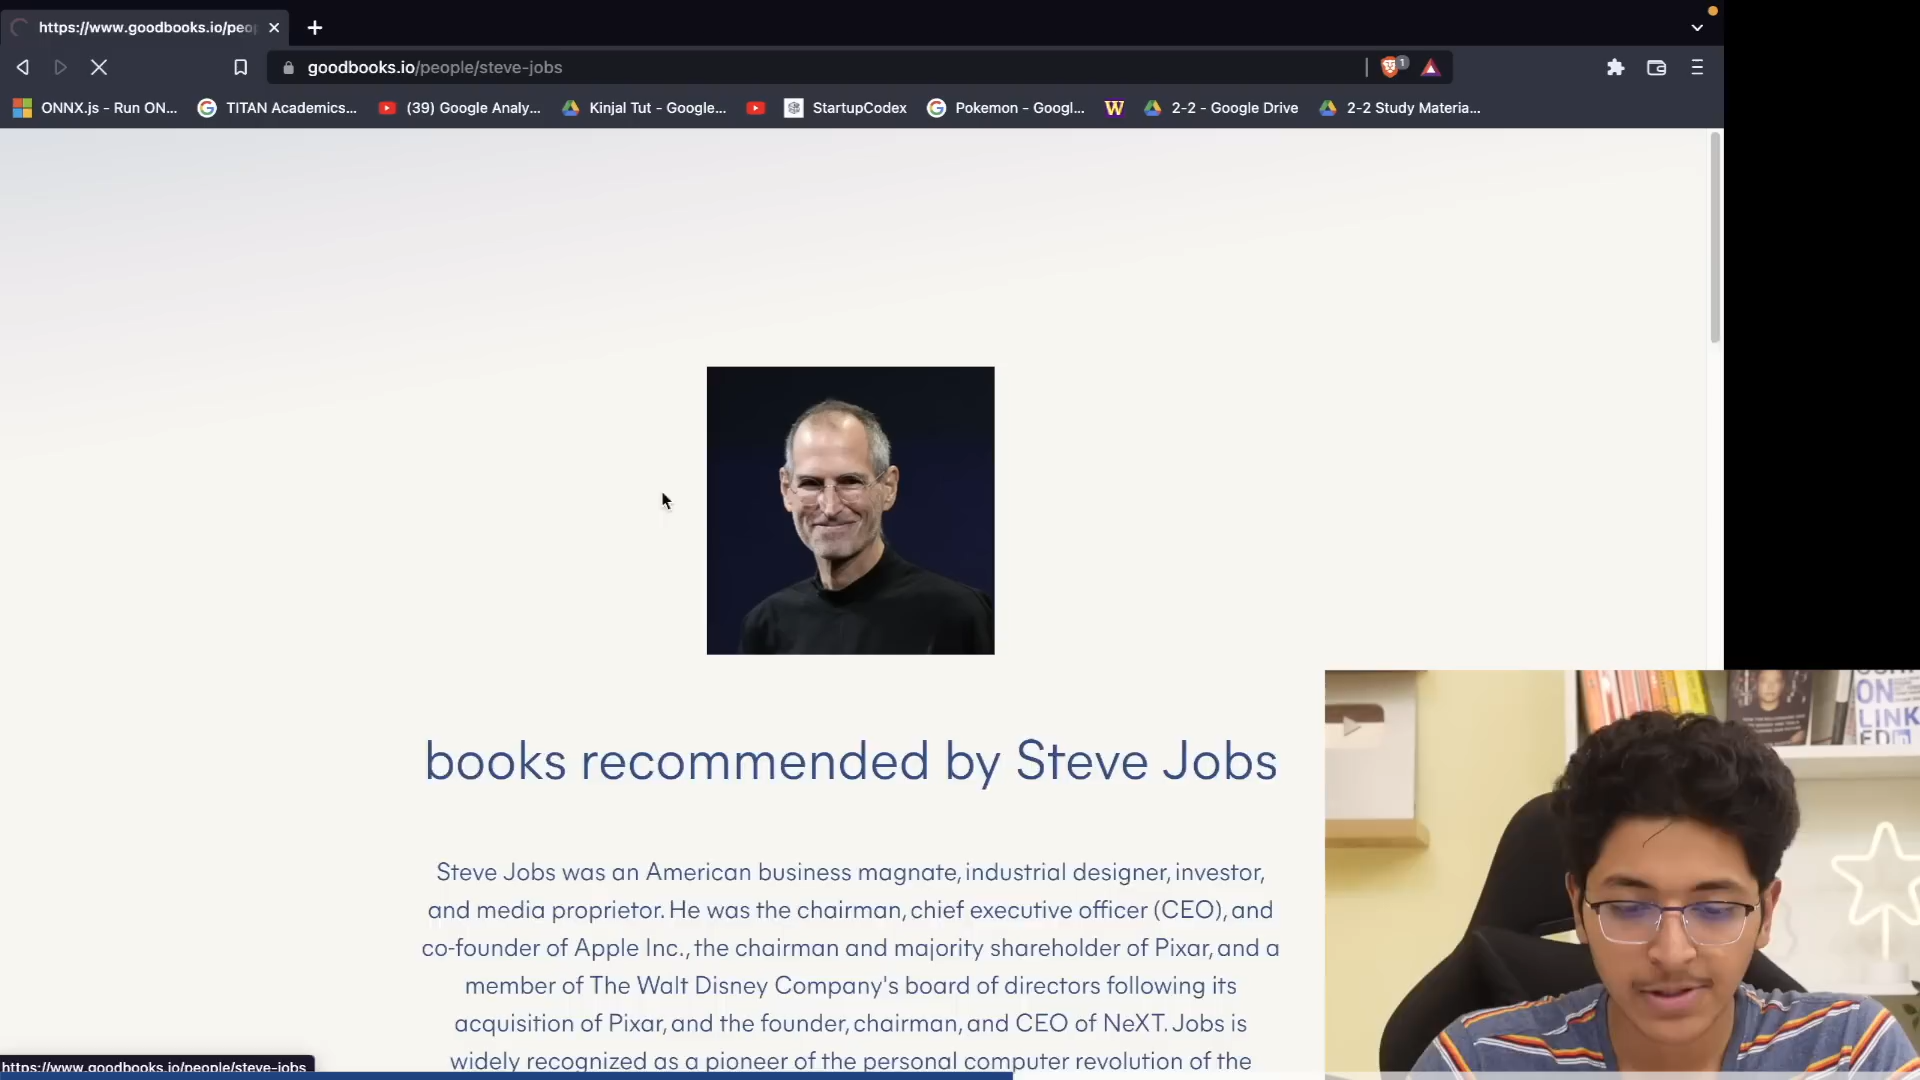 https://www.goodbooks.io/peo
goodbooks.io/people/steve-jobs
1
ONNX.js - Run ON...
TITAN Academics...
(39) Google Analy...
Kinjal Tut - Google...
StartupCodex
Pokemon - Googl...
W
2-2 - Google Drive
2-2 Study Materia...
books recommended by Steve Jobs
Steve Jobs was an American business magnate, industrial designer, investor,
and media proprietor. He was the chairman, chief executive officer (CEO), and
co-founder of Apple Inc., the chairman and majority shareholder of Pixar, and a
member of The Walt Disney Company's board of directors following its
acquisition of Pixar, and the founder, chairman, and CEO of NeXT. Jobs is
widely recognized as a pioneer of the personal computer revolution of the
https://www.goodbooks.io/people/steve-jobs
ON
LINK
EDin